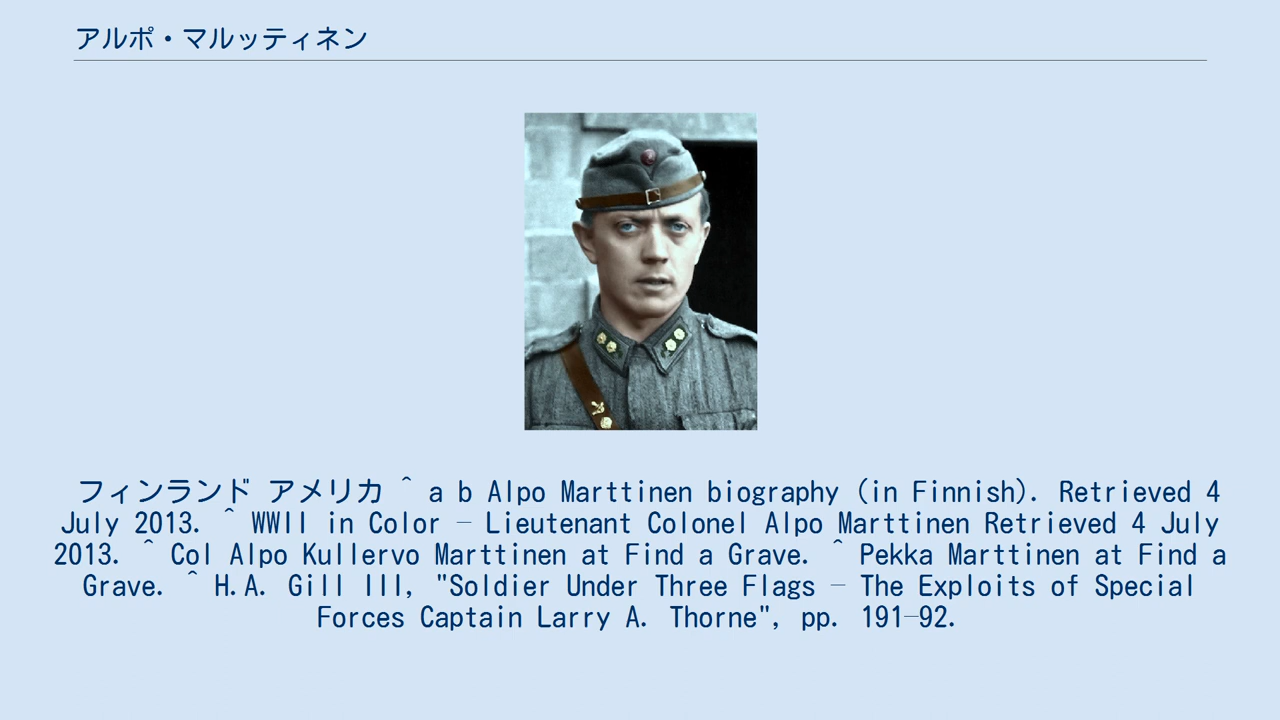 アルポ・マルッティネン
フィンランド アメリカ ^ a b Alpo Marttinen biography (in Finnish). Retrieved 4
July 2013. ^ WWII in Color – Lieutenant Colonel Alpo Marttinen Retrieved 4 July
2013. ^ Col Alpo Kullervo Marttinen at Find a Grave. ^ Pekka Marttinen at Find a
Grave. ^ H.A. Gill III, "Soldier Under Three Flags – The Exploits of Special
Forces Captain Larry A. Thorne", pp. 191–92.